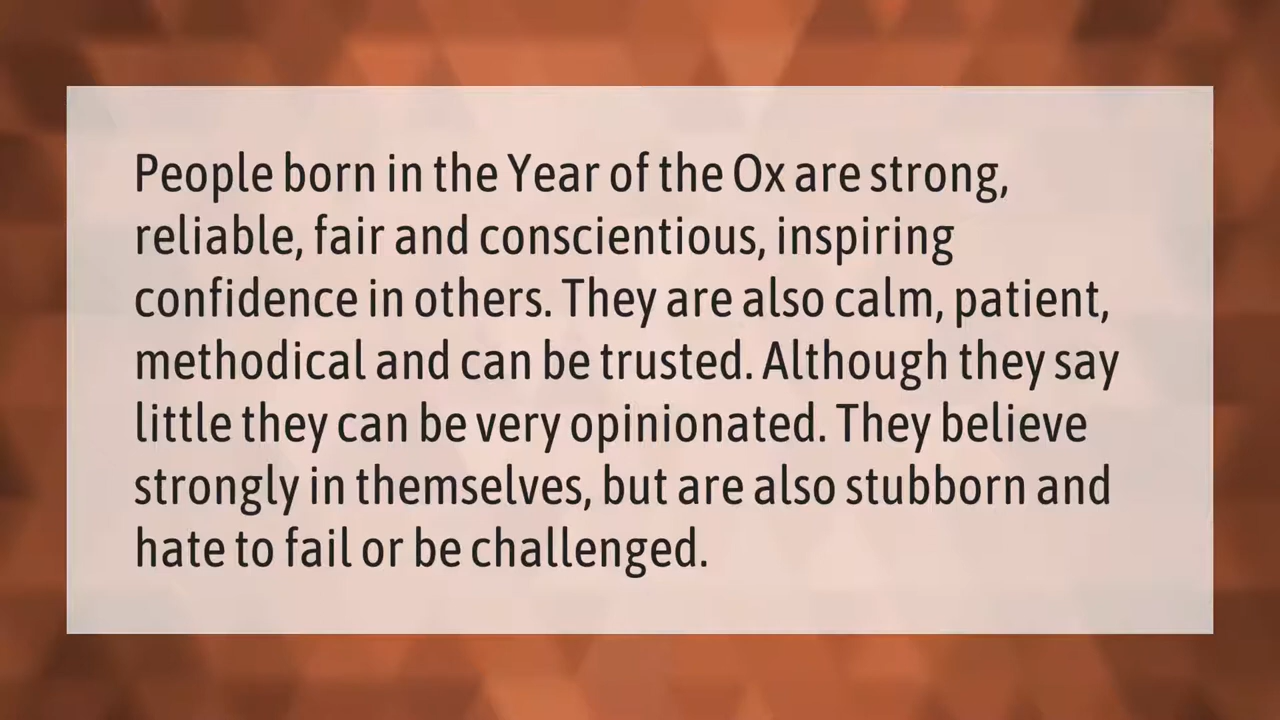 People born in the Year of the Ox are strong,
reliable, fair and conscientious, inspiring
confidence in others. They are also calm, patient,
methodical and can be trusted. Although they say
little they can be very opinionated. They believe
strongly in themselves, but are also stubborn and
hate to fail or be challenged.